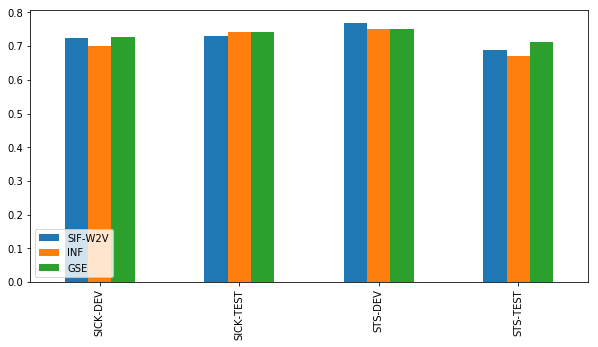 0.8
0.7
0.6
0.5
0.4
0.3
0.2
0.1
0.0
SIF-W2V
INF
GSE
SICK-DEV
SICK-TEST
STS-DEV
STS-TEST